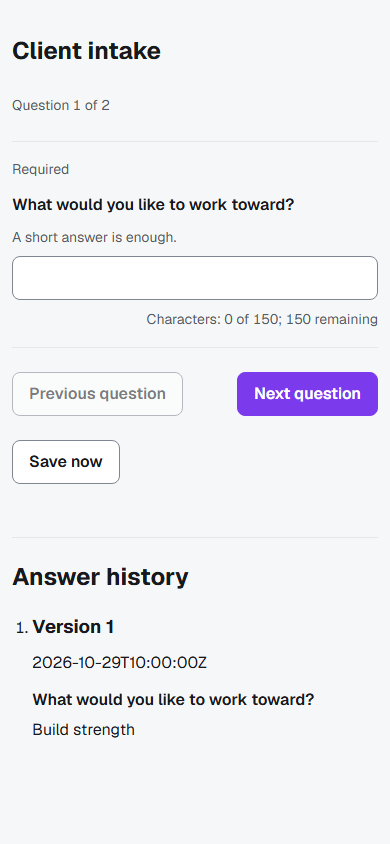 Client intake
Question 1 of 2
Required
What would you like to work toward?
A short answer is enough.
Characters: 0 of 150; 150 remaining
Previous question
Next question
Save now
Answer history
1. Version 1
2026-10-29T10:00:00Z
What would you like to work toward?
Build strength